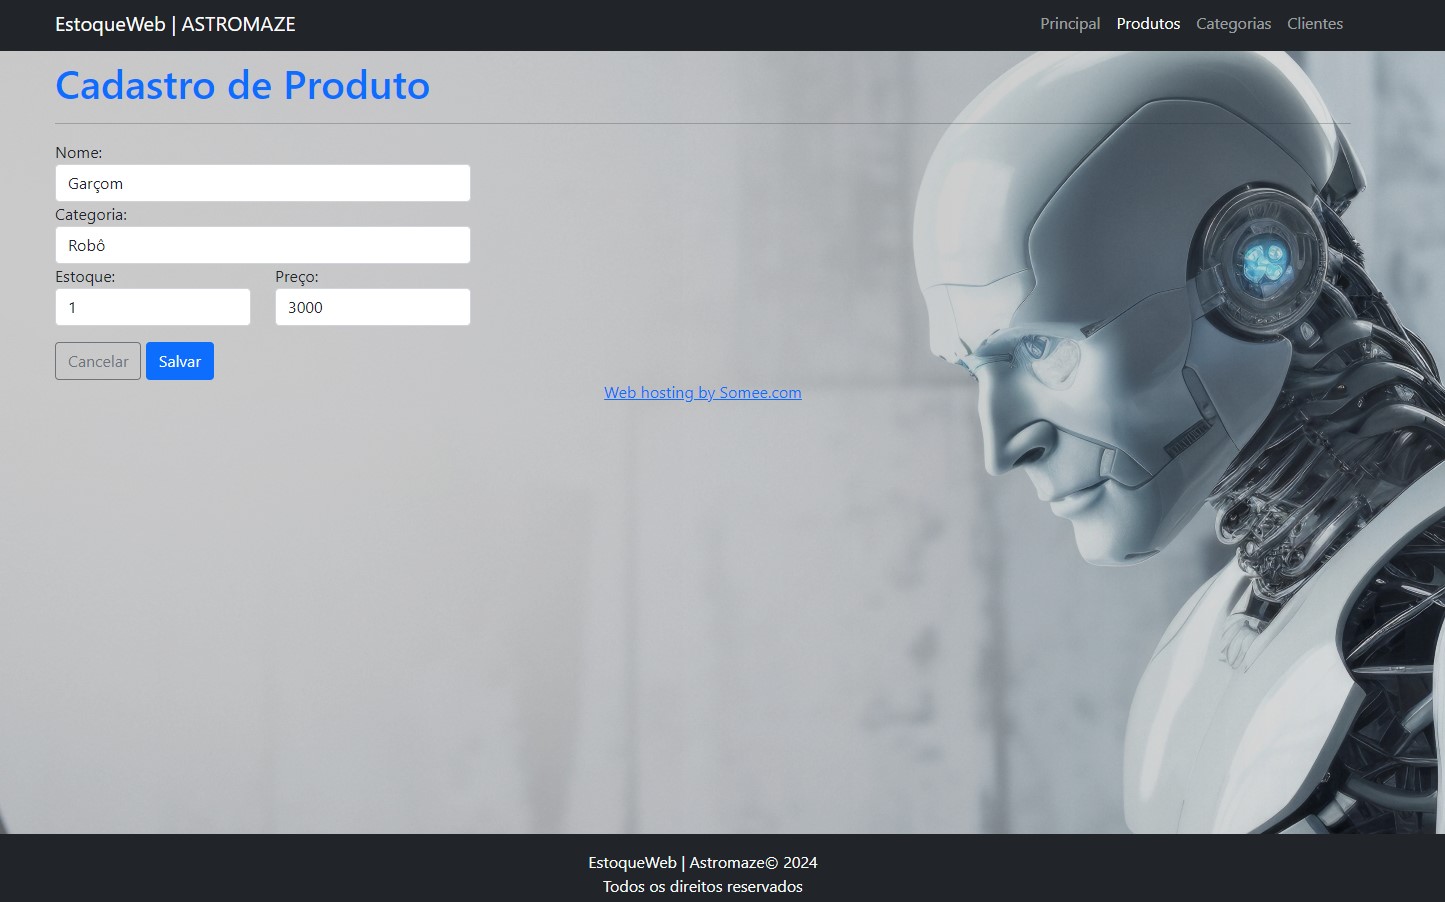 EstoqueWeb | ASTROMAZE
Principal Produtos Categorias Clientes
Cadastro de Produto
Nome:
Garçom
Categoria:
Robô
Estoque: Preço:
1 3000
Cancelar Salvar
Web hosting by Somee.com
EstoqueWeb | Astromaze© 2024
Todos os direitos reservados